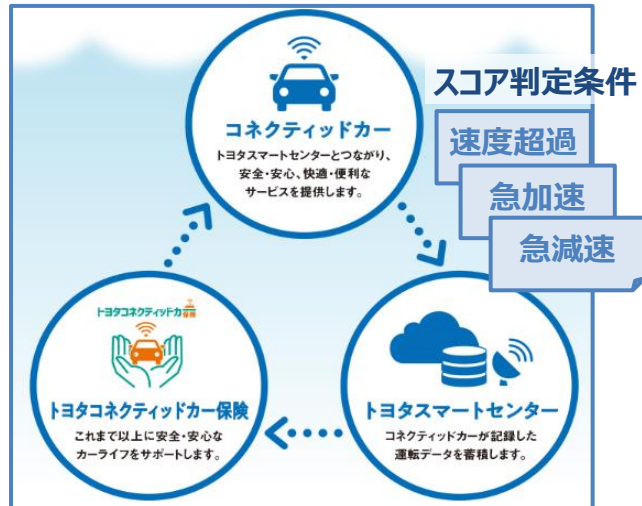 スコア判定条件
速度超過
急加速
急減速
コネクティッドカー
トヨタスマートセンターとつながり、
安全・安心、快適・便利な
サービスを提供します。
トヨタコネクティッドカー保険
トヨタコネクティッドカー保険
これまで以上に安全・安心な
カーライフをサポートします。
トヨタスマートセンター
コネクティッドカーが記録した
運転データを蓄積します。